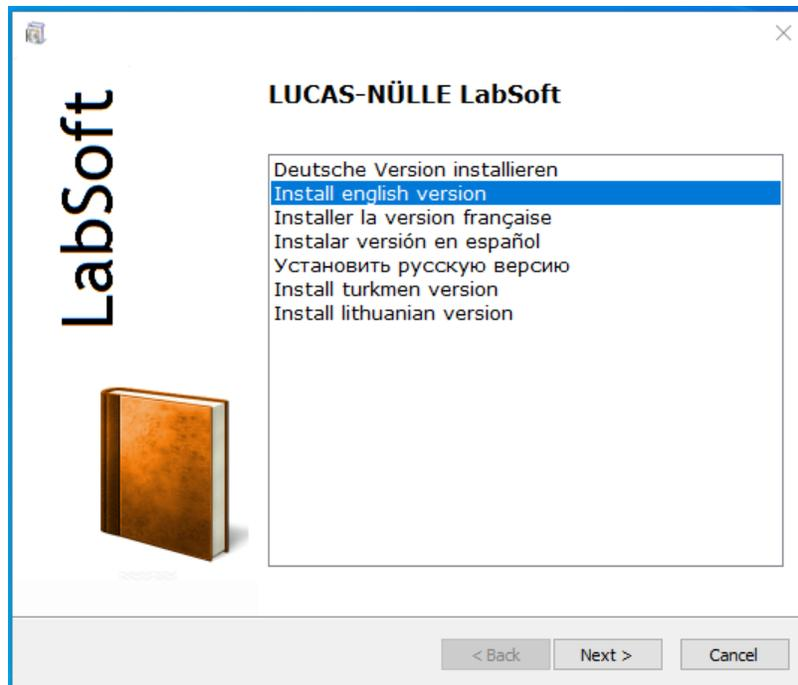 LabSoft
LUCAS-NÜLLE LabSoft
Deutsche Version installieren
Install english version
Installer la version française
Instalar versión en español
Установить русскую версию
Install turkmen version
Install lithuanian version
< Back
Next >
Cancel